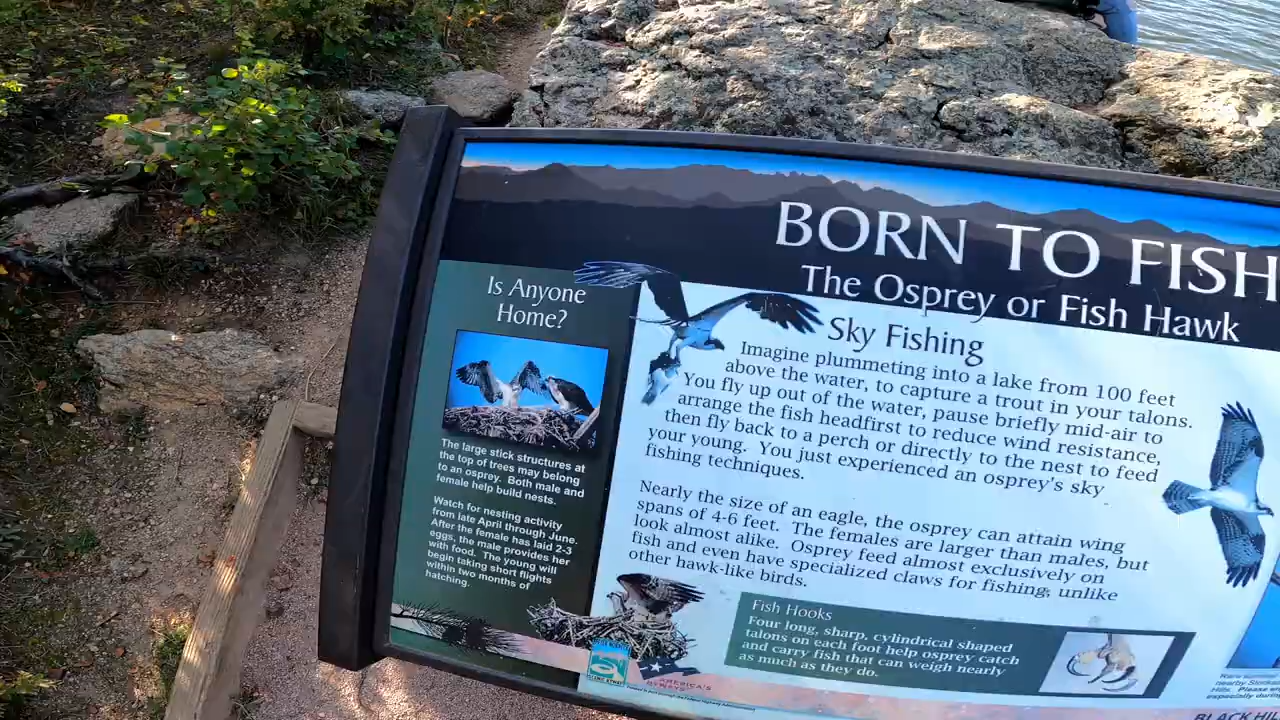 BORN TO FISH
The Osprey or Fish Hawk
Is Anyone
Home?
The large stick structures at
the top of trees may belong
to an osprey. Both male and
female help build nests.
Watch for nesting activity
from late April through June.
After the female has laid 2-3
eggs, the male provides her
with food. The young will
begin taking short flights
within two months of
hatching.
Sky Fishing
Imagine plummeting into a lake from 100 feet
above the water, to capture a trout in your talons.
You fly up out of the water, pause briefly mid-air to
arrange the fish headfirst to reduce wind resistance,
then fly back to a perch or directly to the nest to feed
your young. You just experienced an osprey's sky
fishing techniques.
Nearly the size of an eagle, the osprey can attain wing
spans of 4-6 feet. The females are larger than males, but
look almost alike. Osprey feed almost exclusively on
fish and even have specialized claws for fishing, unlike
other hawk-like birds.
Fish Hooks
Four long, sharp, cylindrical shaped
talons on each foot help osprey catch
and carry fish that can weigh nearly
as much as they do.
AMERICA'S
BYWAYS
nearby
Hills. Please
especially
BLACK